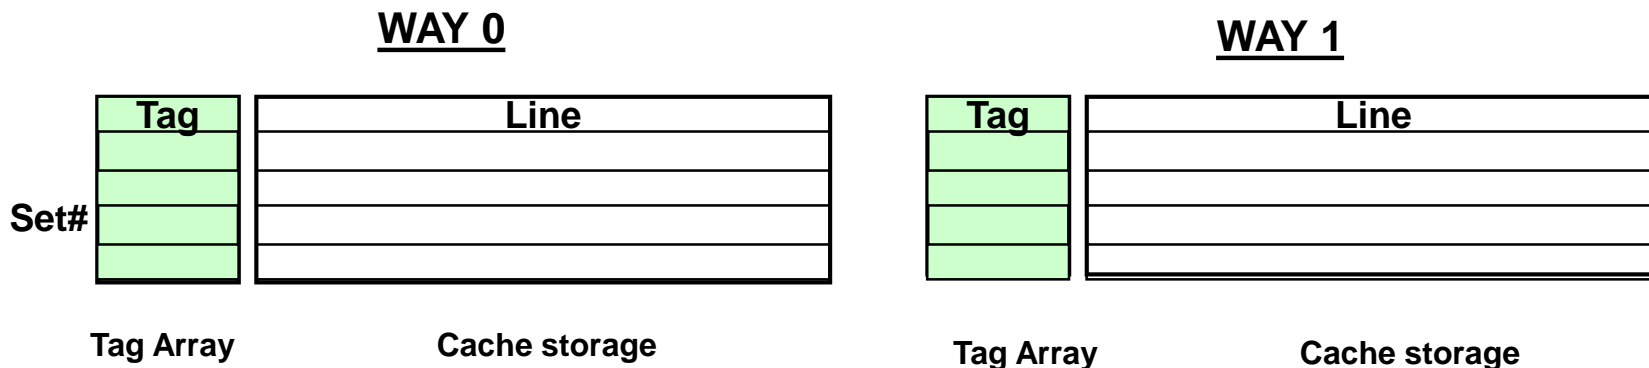 WAY 0
WAY 1
Tag
Line
Tag
Line
Set#
Tag Array
Cache storage
Tag Array
Cache storage